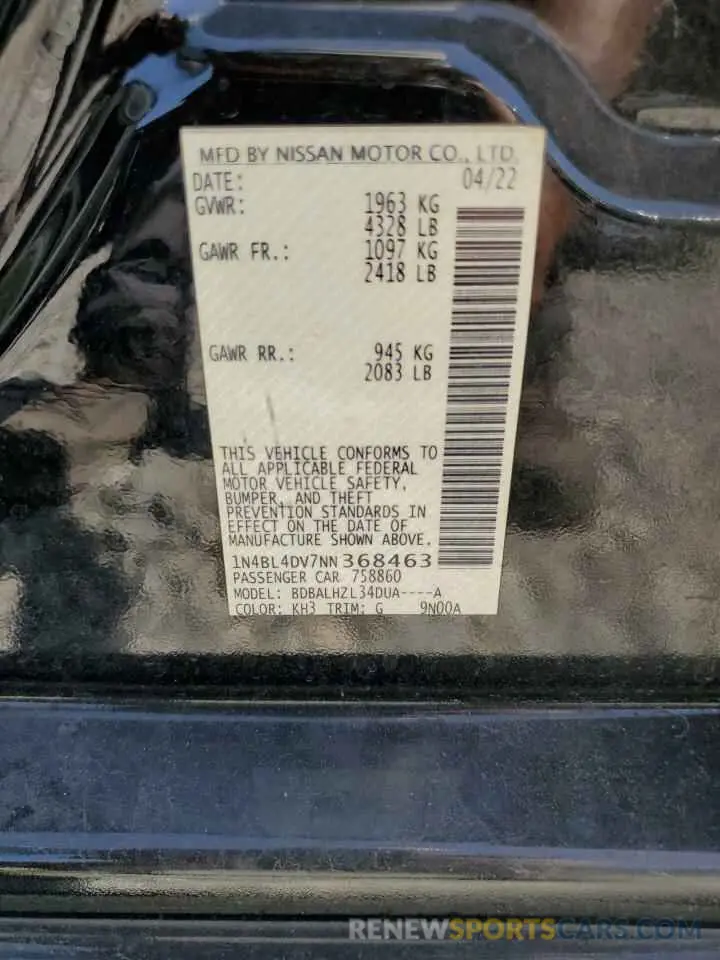 MFD BY NISSAN MOTOR CO., LTD.
DATE: 04/22
GVWR: 1963 KG
4328 LB
GAWR FR.: 1097 KG
2418 LB
GAWR RR.: 945 KG
2083 LB
THIS VEHICLE CONFORMS TO
ALL APPLICABLE FEDERAL
MOTOR VEHICLE SAFETY,
BUMPER, AND THEFT
PREVENTION STANDARDS IN
EFFECT ON THE DATE OF
MANUFACTURE SHOWN ABOVE.
1N4BL4DV7NN368463
PASSENGER CAR 758860
MODEL: BDBALHZL34DUA----A
COLOR: KH3 TRIM: G 9N00A
RENEWSPORTSCARS.COM